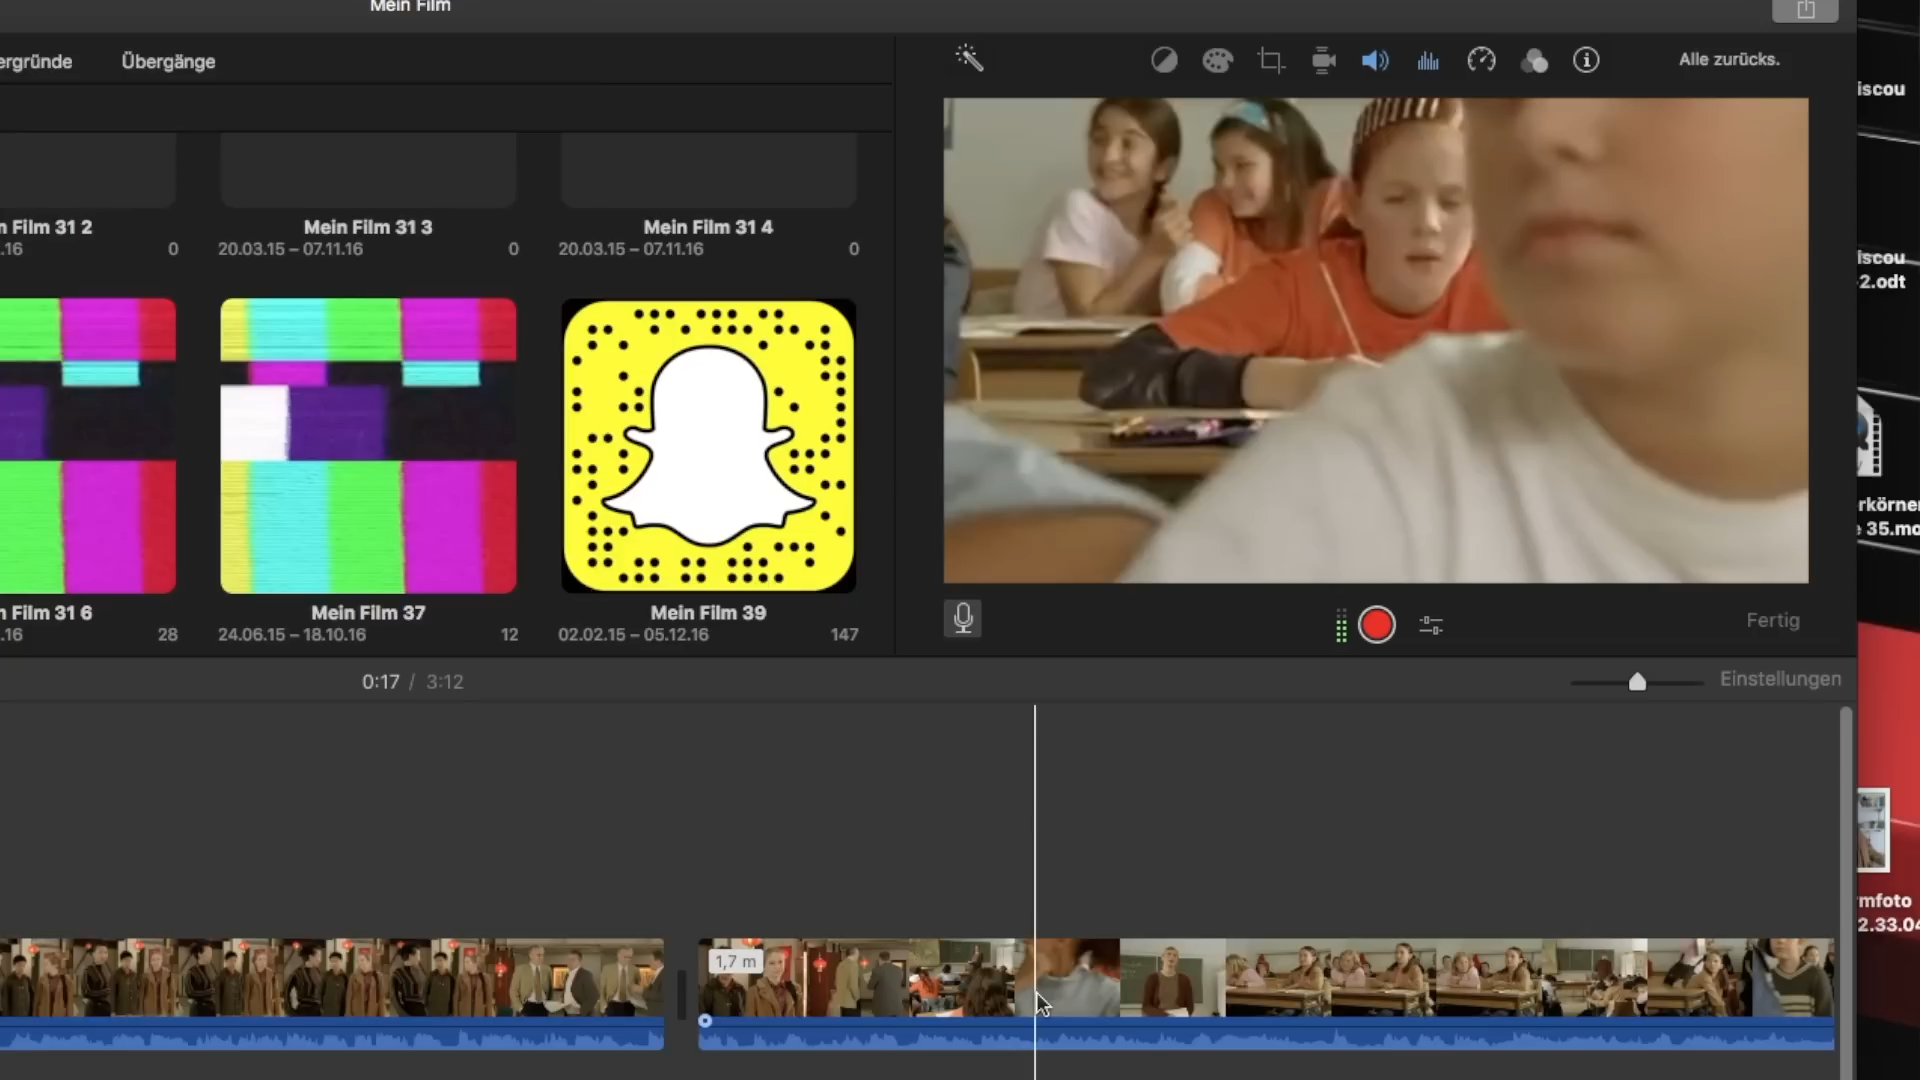 Mein Film
ergründe
Übergänge
Alle zurücks.
n Film 31 2
.16
0
Mein Film 31 3
20.03.15 – 07.11.16
0
Mein Film 31 4
20.03.15 – 07.11.16
0
n Film 31 6
.16
28
Mein Film 37
24.06.15 – 18.10.16
12
Mein Film 39
02.02.15 – 05.12.16
147
Fertig
0:17 / 3:12
Einstellungen
1,7 m
iscou
iscou
-2.odt
rkörner
35.mo
mfoto
2.33.04